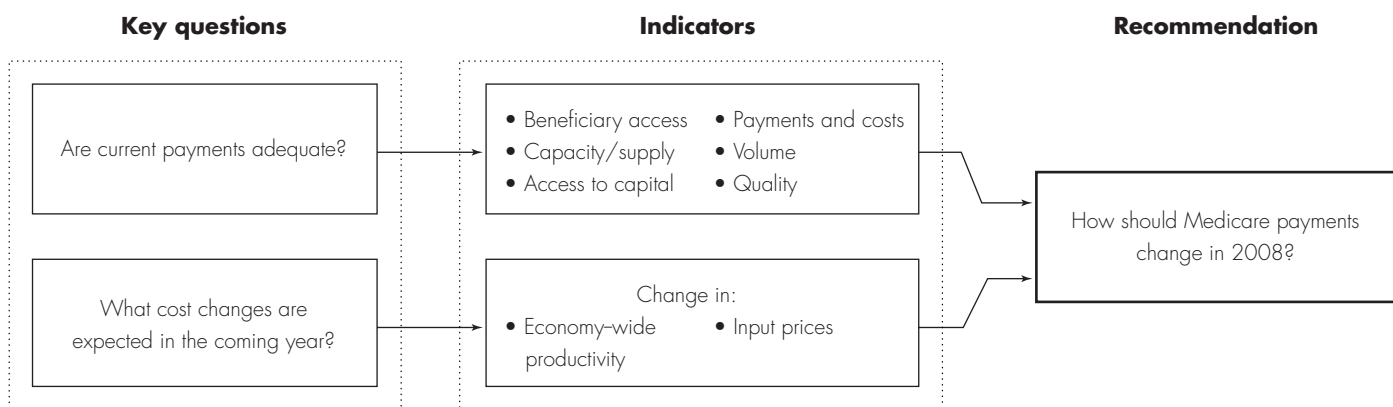 Key questions
Indicators
Recommendation
Are current payments adequate?
• Beneficiary access
• Capacity/supply
• Access to capital
• Payments and costs
• Volume
• Quality
What cost changes are
expected in the coming year?
Change in:
• Economy–wide
productivity
• Input prices
How should Medicare payments
change in 2008?